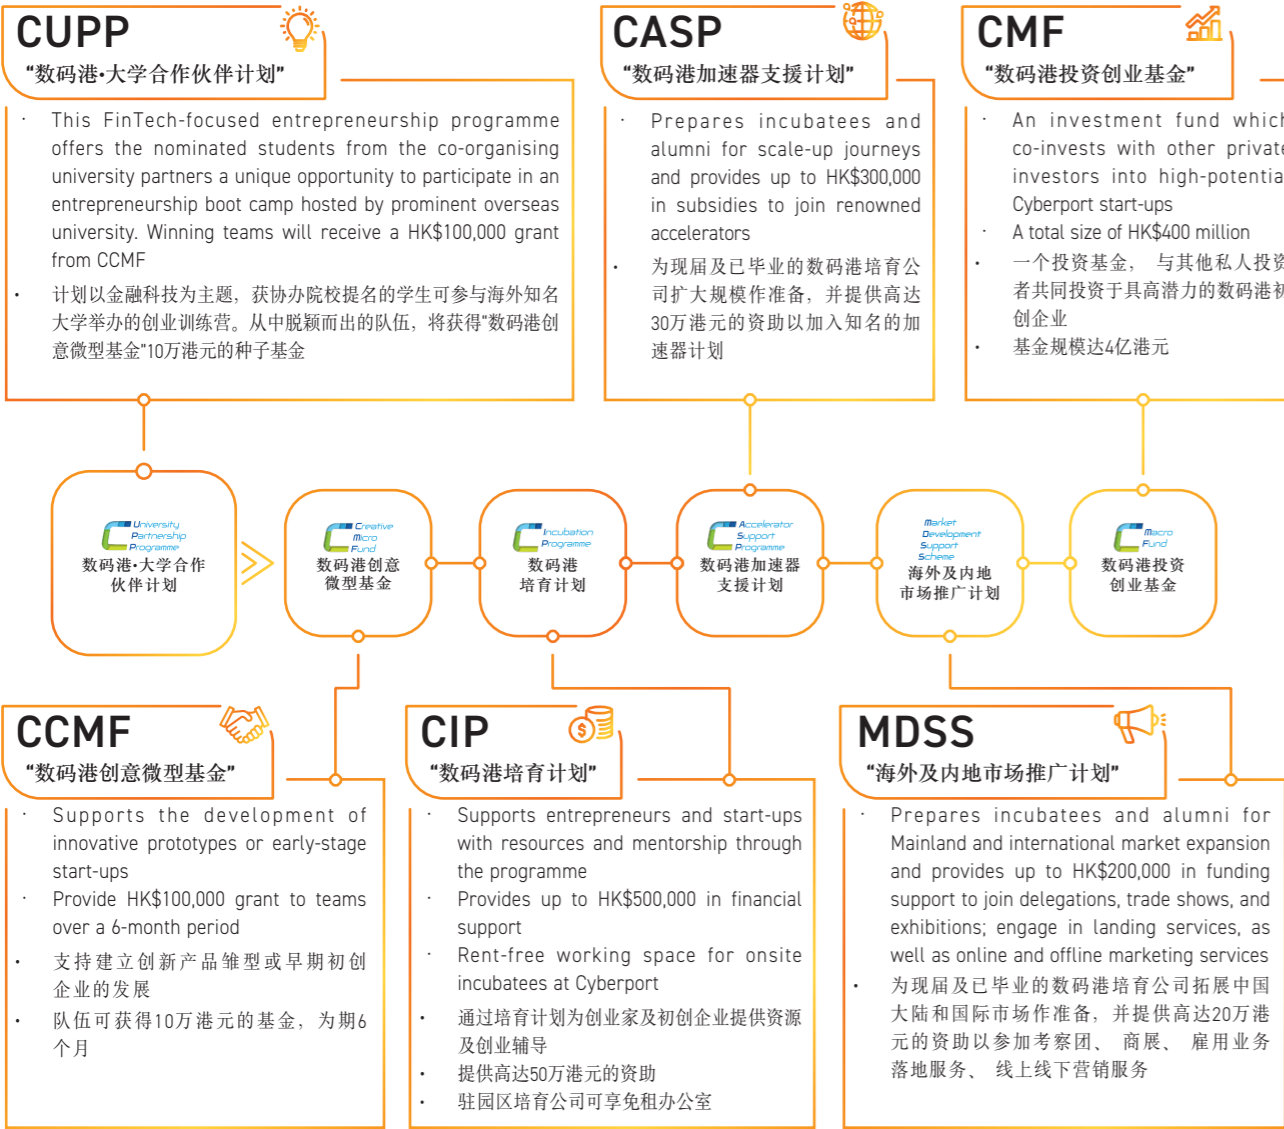 CUPP
“数码港·大学合作伙伴计划”
· This FinTech-focused entrepreneurship programme
offers the nominated students from the co-organising
university partners a unique opportunity to participate in an
entrepreneurship boot camp hosted by prominent overseas
university. Winning teams will receive a HK$100,000 grant
from CCMF
· 计划以金融科技为主题，获协办院校提名的学生可参与海外知名
大学举办的创业训练营。从中脱颖而出的队伍，将获得“数码港创
意微型基金”10万港元的种子基金
CASP
“数码港加速器支援计划”
· Prepares incubatees and
alumni for scale-up journeys
and provides up to HK$300,000
in subsidies to join renowned
accelerators
· 为现届及已毕业的数码港培育公
司扩大规模作准备，并提供高达
30万港元的资助以加入知名的加
速器计划
CMF
“数码港投资创业基金”
· An investment fund which
co-invests with other private
investors into high-potential
Cyberport start-ups
· A total size of HK$400 million
· 一个投资基金， 与其他私人投资
者共同投资于具高潜力的数码港初
创企业
· 基金规模达4亿港元
University
Partnership
Programme
数码港·大学合作
伙伴计划
Creative
Micro
Fund
数码港创意
微型基金
Incubation
Programme
数码港
培育计划
Accelerator
Support
Programme
数码港加速器
支援计划
Market
Development
Support
Scheme
海外及内地
市场推广计划
Macro
Fund
数码港投资
创业基金
CCMF
“数码港创意微型基金”
· Supports the development of
innovative prototypes or early-stage
start-ups
· Provide HK$100,000 grant to teams
over a 6-month period
· 支持建立创新产品雏型或早期初创
企业的发展
· 队伍可获得10万港元的基金，为期6
个月
CIP
“数码港培育计划”
· Supports entrepreneurs and start-ups
with resources and mentorship through
the programme
· Provides up to HK$500,000 in financial
support
· Rent-free working space for onsite
incubatees at Cyberport
· 通过培育计划为创业家及初创企业提供资源
及创业辅导
· 提供高达50万港元的资助
· 驻园区培育公司可享免租办公室
MDSS
“海外及内地市场推广计划”
· Prepares incubatees and alumni for
Mainland and international market expansion
and provides up to HK$200,000 in funding
support to join delegations, trade shows, and
exhibitions; engage in landing services, as
well as online and offline marketing services
· 为现届及已毕业的数码港培育公司拓展中国
大陆和国际市场作准备，并提供高达20万港
元的资助以参加考察团、 商展、 雇用业务
落地服务、 线上线下营销服务